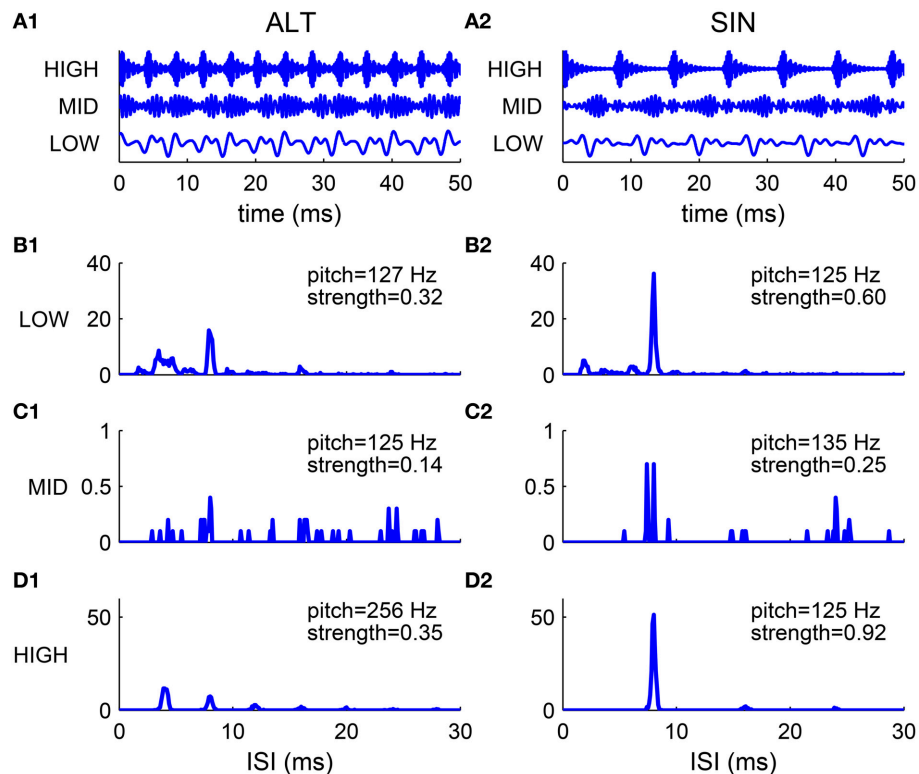 A1 ALT A2 SIN
HIGH HIGH
MID MID
LOW LOW
0 10 20 30 40 50 0 10 20 30 40 50
time (ms) time (ms)
B1 B2
40 40
pitch=127 Hz pitch=125 Hz
strength=0.32 strength=0.60
LOW 20 20
0 0
C1 C2
1 1
pitch=125 Hz pitch=135 Hz
strength=0.14 strength=0.25
MID 0.5 0.5
0 0
D1 D2
50 pitch=256 Hz 50 pitch=125 Hz
strength=0.35 strength=0.92
HIGH
0 0
0 10 20 30 0 10 20 30
ISI (ms) ISI (ms)